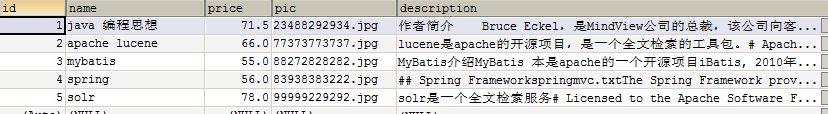 id name price pic description
1 java 编程思想 71.5 23488292934.jpg 作者简介 Bruce Eckel，是MindView公司的总裁，该公司向客...
2 apache lucene 66.0 77373773737.jpg lucene是apache的开源项目，是一个全文检索的工具包。# Apach...
3 mybatis 55.0 88272828282.jpg MyBatis介绍MyBatis 本是apache的一个开源项目iBatis, 2010年...
4 spring 56.0 83938383222.jpg ## Spring Frameworkspringmvc.txtThe Spring Framework prov...
5 solr 78.0 99999229292.jpg solr是一个全文检索服务# Licensed to the Apache Software F...